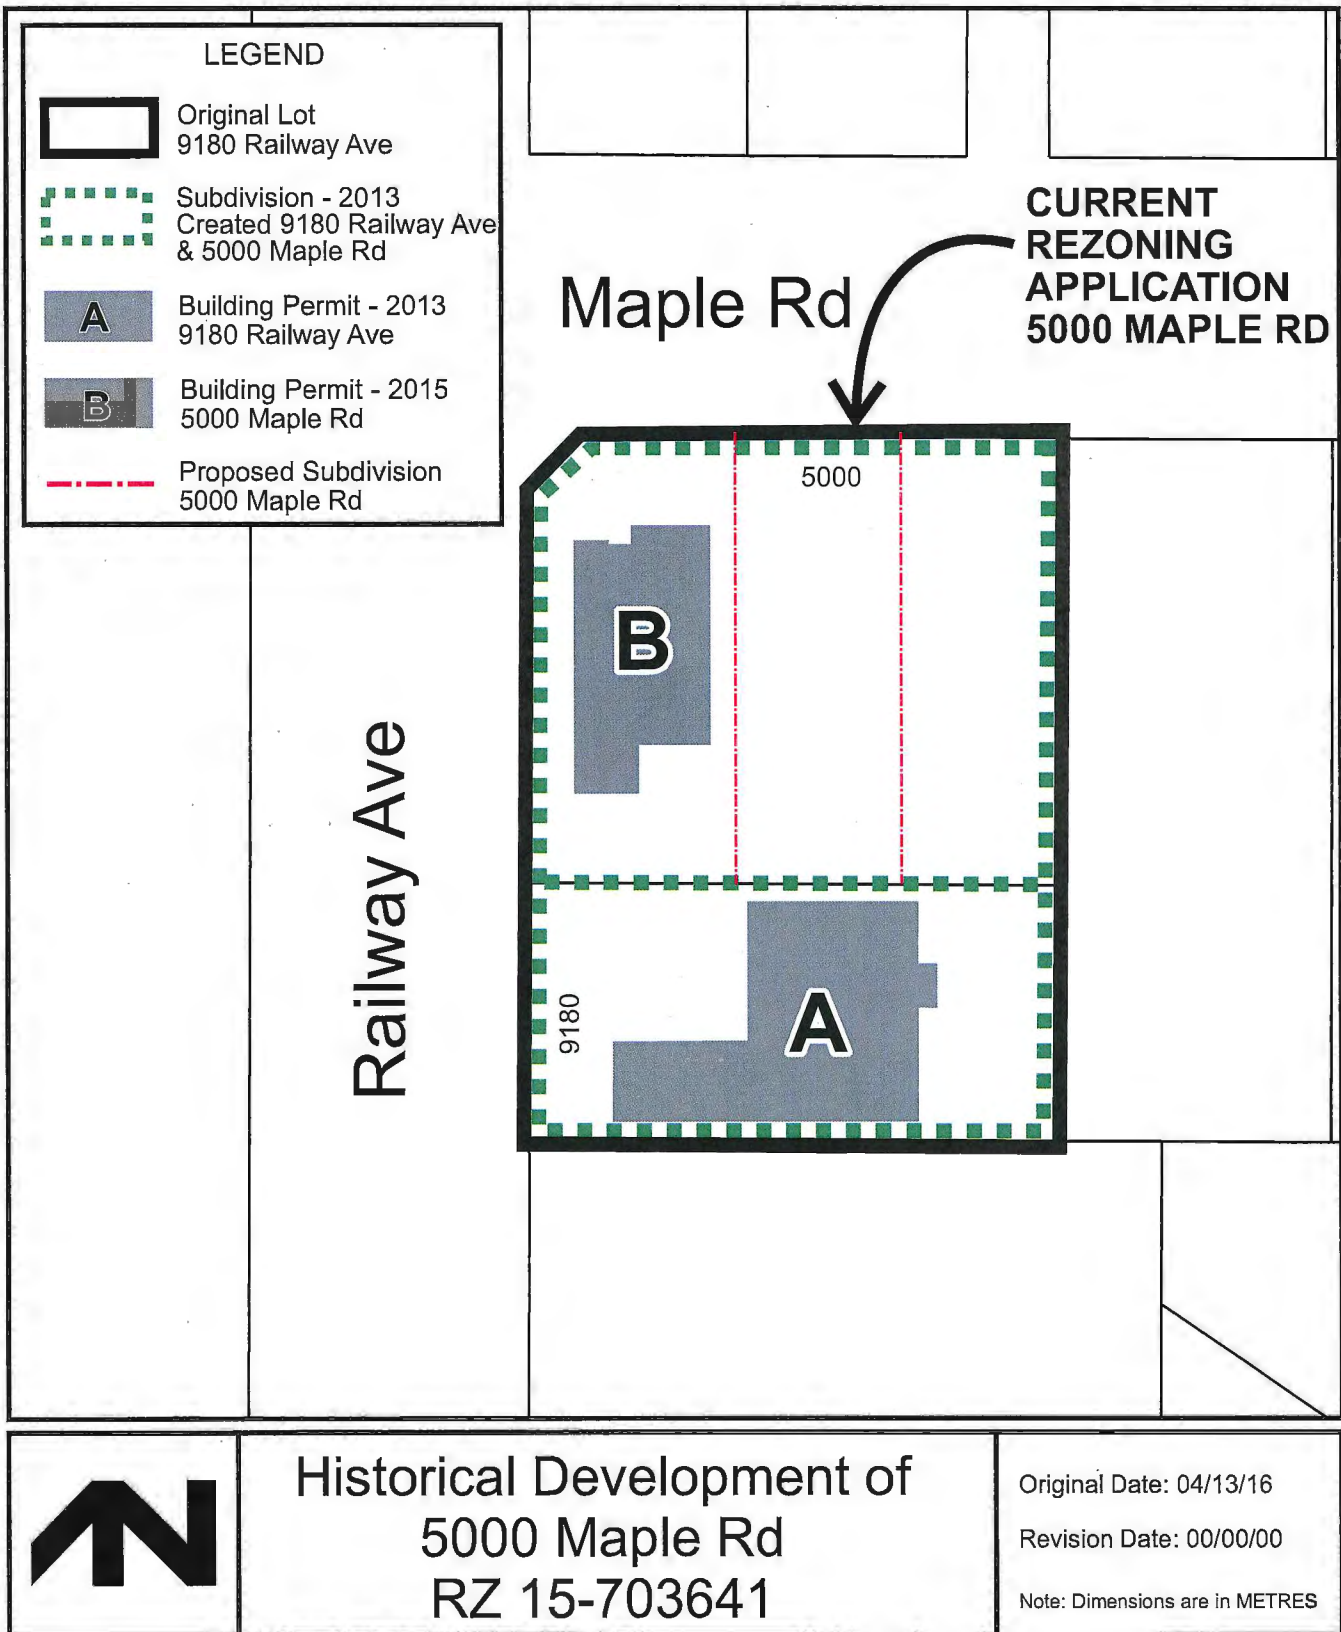 LEGEND
Original Lot
9180 Railway Ave
Subdivision - 2013
Created 9180 Railway Ave
& 5000 Maple Rd
A
Building Permit - 2013
9180 Railway Ave
B
Building Permit - 2015
5000 Maple Rd
Proposed Subdivision
5000 Maple Rd
CURRENT
REZONING
APPLICATION
5000 MAPLE RD
Maple Rd
5000
B
Railway Ave
9180
A
N
Historical Development of
5000 Maple Rd
RZ 15-703641
Original Date: 04/13/16
Revision Date: 00/00/00
Note: Dimensions are in METRES